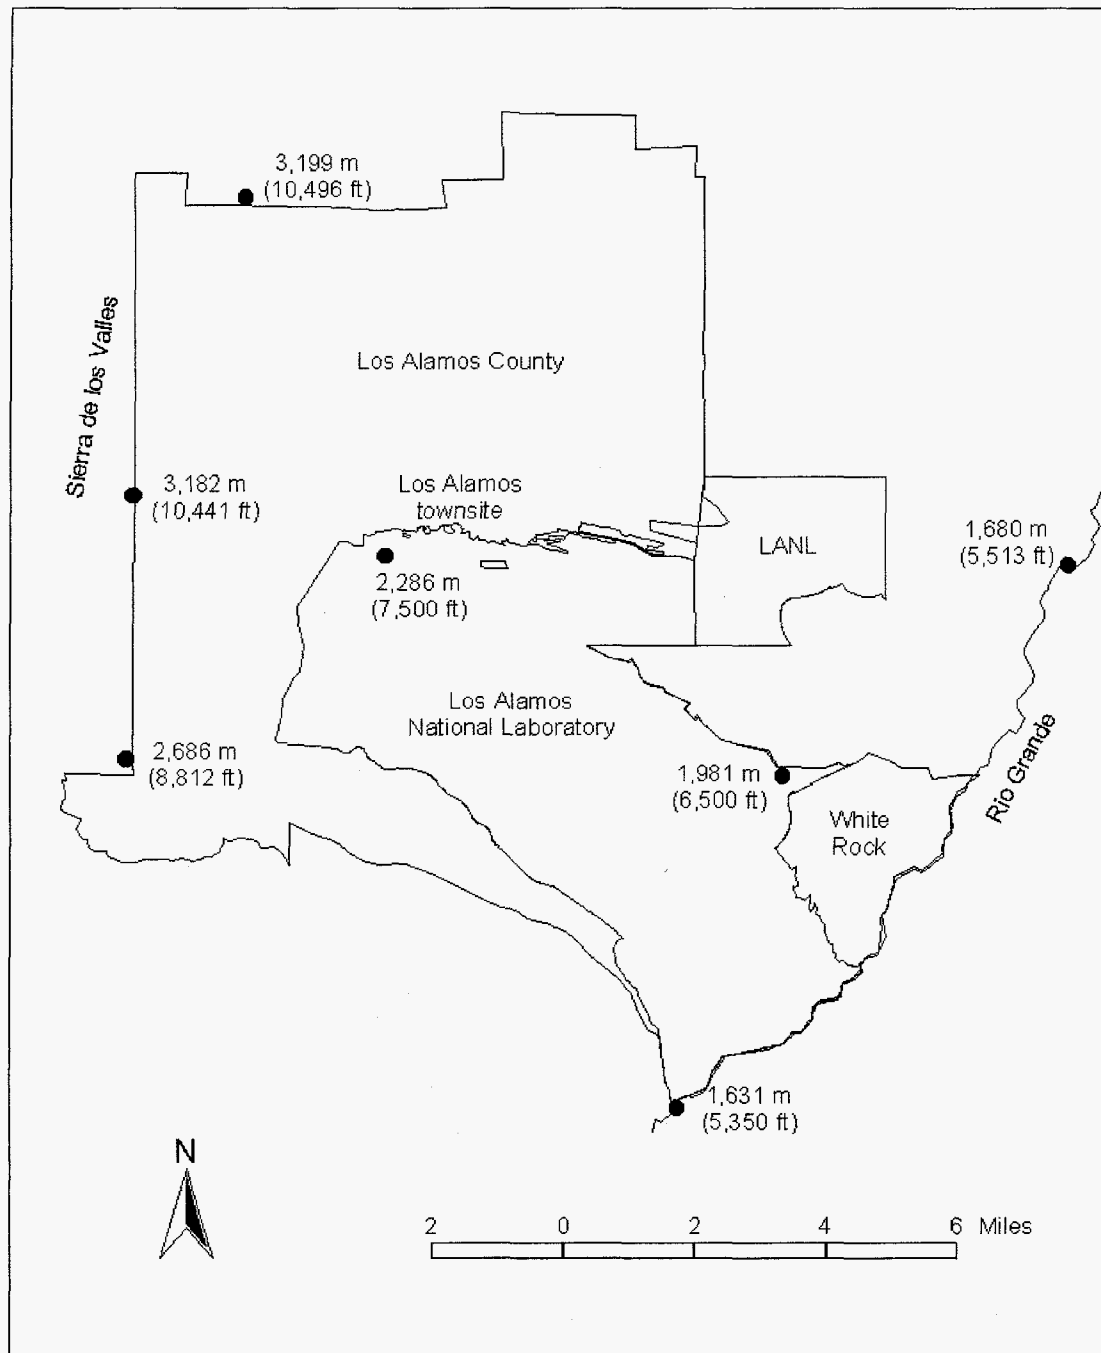 3,199 m
(10,496 ft)
Sierra de los Valles
Los Alamos County
3,182 m
(10,441 ft)
Los Alamos
townsite
LANL
1,680 m
(5,513 ft)
2,286 m
(7,500 ft)
Los Alamos
National Laboratory
2,686 m
(8,812 ft)
1,981 m
(6,500 ft)
Rio Grande
White
Rock
1,631 m
(5,350 ft)
N
2 0 2 4 6 Miles